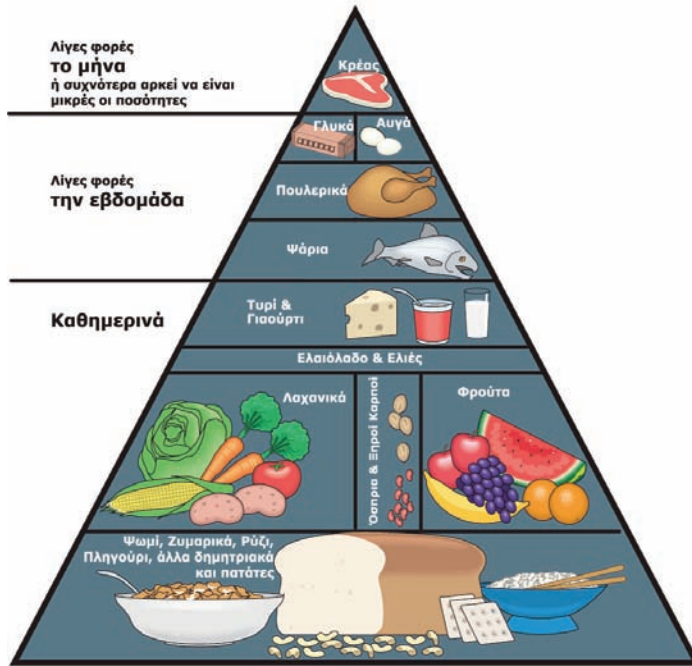 Λίγες φορές
το μήνα
ή συχνότερα αρκεί να είναι
μικρές οι ποσότητες
Κρέας
Γλυκά
Αυγά
Λίγες φορές
την εβδομάδα
Πουλερικά
Ψάρια
Καθημερινά
Τυρί &
Γιαούρτι
Ελαιόλαδο & Ελιές
Λαχανικά
Όσπρια & Ξηροί Καρποί
Φρούτα
Ψωμί, Ζυμαρικά, Ρύζι,
Πληγούρι, άλλα δημητριακά
και πατάτες